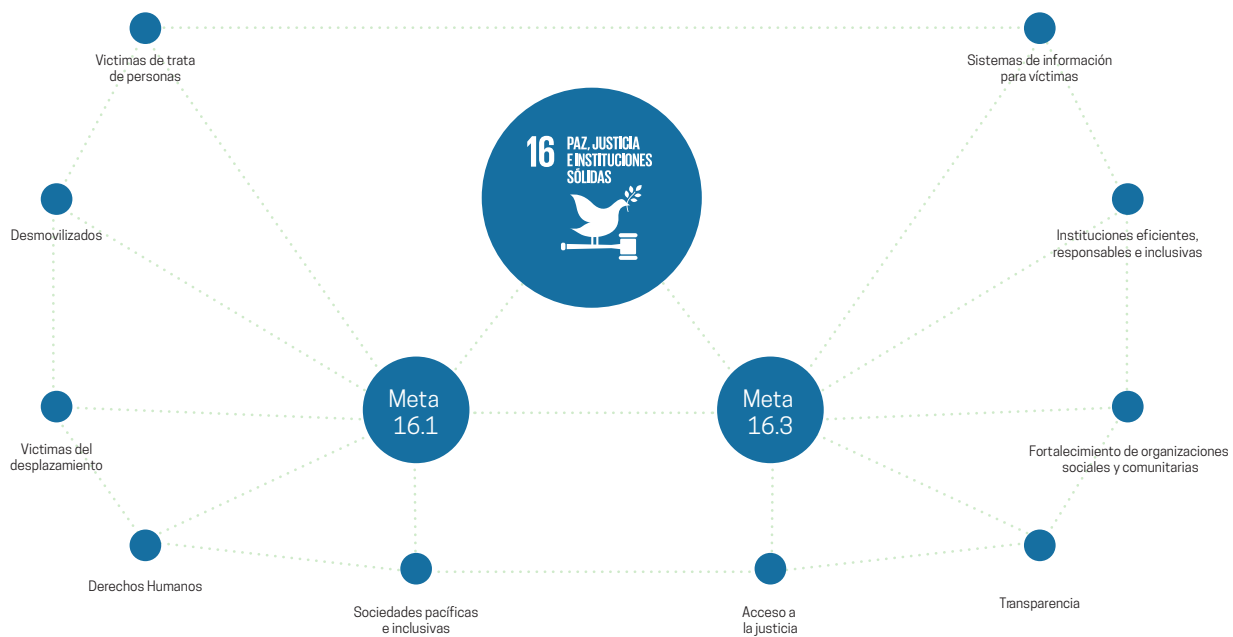 Victimas de trata
de personas
Sistemas de información
para víctimas
16 PAZ, JUSTICIA
E INSTITUCIONES
SÓLIDAS
Desmovilizados
Instituciones eficientes,
responsables e inclusivas
Meta
16.1
Meta
16.3
Victimas del
desplazamiento
Fortalecimiento de organizaciones
sociales y comunitarias
Derechos Humanos
Sociedades pacíficas
e inclusivas
Acceso a
la justicia
Transparencia